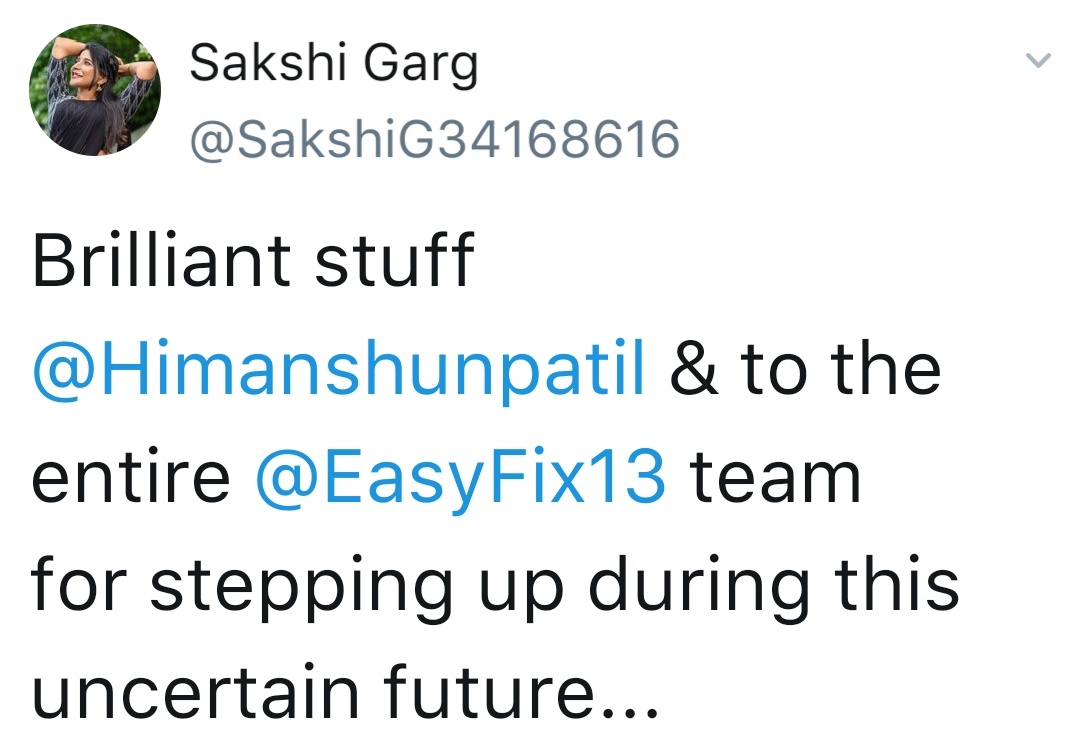 Sakshi Garg
@SakshiG34168616
Brilliant stuff
@Himanshunpatil & to the
entire @EasyFix13 team
for stepping up during this
uncertain future...